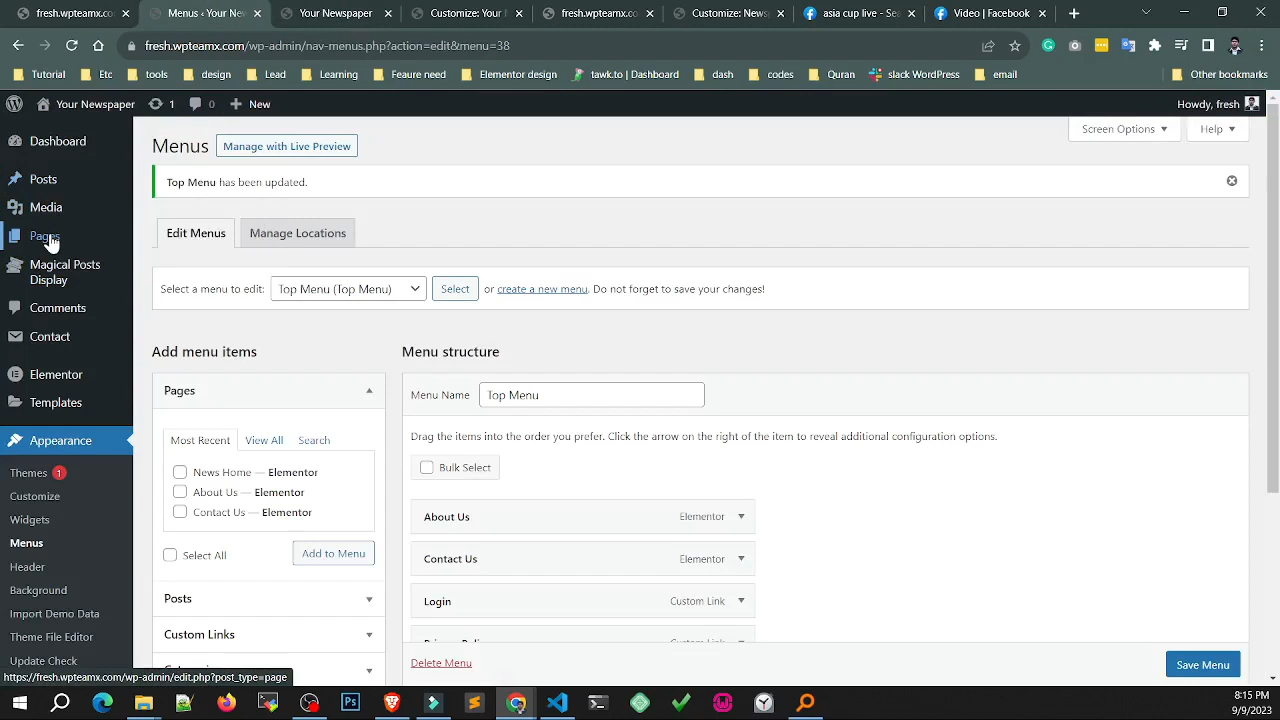 fresh.wpteamx.co
Menus ‹ Your New
Your Newspaper
Customize: Your N
fresh.wpteamx.co
Customize: Newsp
asia cup live - Se
Video | Facebook
fresh.wpteamx.com/wp-admin/nav-menus.php?action=edit&menu=38
Tutorial
Etc
tools
design
Lead
Learning
Feaure need
Elementor design
tawk.to | Dashboard
dash
codes
Quran
slack WordPress
email
Other bookmarks
Your Newspaper
1
0
New
Howdy, fresh
Dashboard
Posts
Media
Pages
Magical Posts
Display
Comments
Contact
Elementor
Templates
Appearance
Themes 1
Customize
Widgets
Menus
Header
Background
Import Demo Data
Theme File Editor
Update Check
https://fresh.wpteamx.com/wp-admin/edit.php?post_type=page
Menus
Manage with Live Preview
Screen Options
Help
Top Menu has been updated.
Edit Menus
Manage Locations
Select a menu to edit:
Top Menu (Top Menu)
Select
or create a new menu. Do not forget to save your changes!
Add menu items
Pages
Most Recent
View All
Search
News Home — Elementor
About Us — Elementor
Contact Us — Elementor
Select All
Add to Menu
Posts
Custom Links
Menu structure
Menu Name
Top Menu
Drag the items into the order you prefer. Click the arrow on the right of the item to reveal additional configuration options.
Bulk Select
About Us
Elementor
Contact Us
Elementor
Login
Custom Link
Delete Menu
Save Menu
Ps
8:15 PM
9/9/2023